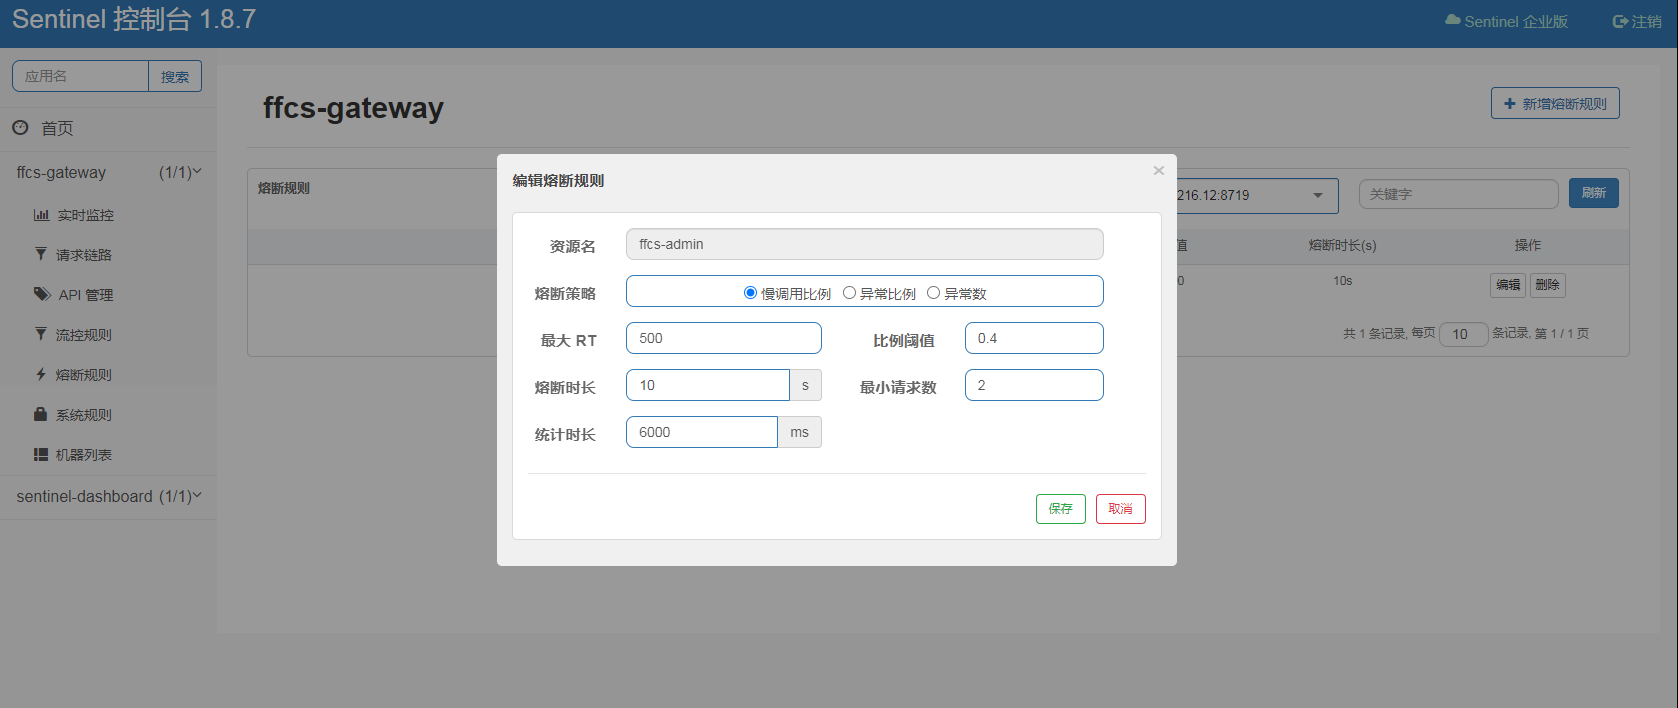 Sentinel 控制台 1.8.7
Sentinel 企业版
注销
应用名
搜索
首页
ffcs-gateway (1/1)
实时监控
请求链路
API 管理
流控规则
熔断规则
系统规则
机器列表
sentinel-dashboard (1/1)
ffcs-gateway
新增熔断规则
熔断规则
216.12:8719
关键字
刷新
值
熔断时长(s)
操作
0
10s
编辑
删除
共 1 条记录, 每页 10 条记录, 第 1 / 1 页
编辑熔断规则
×
资源名 ffcs-admin
熔断策略 慢调用比例 异常比例 异常数
最大 RT 500 比例阈值 0.4
熔断时长 10 s 最小请求数 2
统计时长 6000 ms
保存 取消